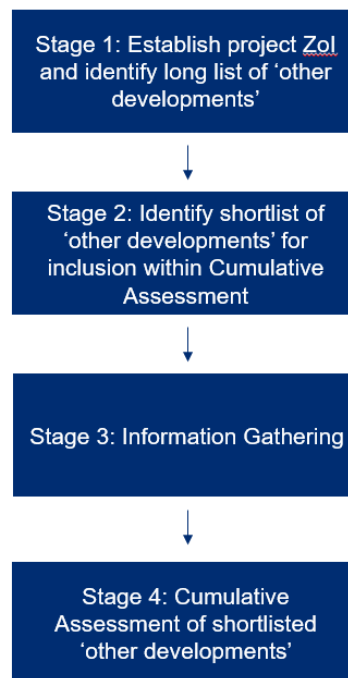 Stage 1: Establish project ZoI
and identify long list of ‘other
developments’
Stage 2: Identify shortlist of
‘other developments’ for
inclusion within Cumulative
Assessment
Stage 3: Information Gathering
Stage 4: Cumulative
Assessment of shortlisted
‘other developments’